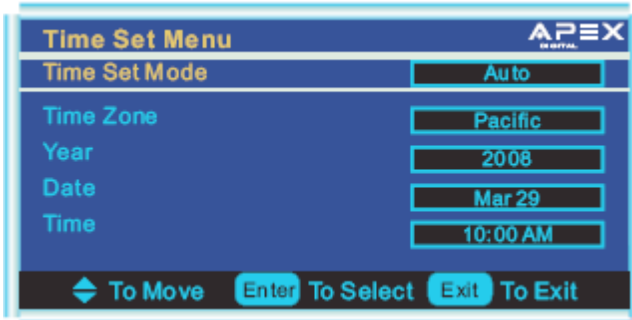 Time Set Menu
APEX
DIGITAL
Time Set Mode Auto
Time Zone Pacific
Year 2008
Date Mar 29
Time 10:00 AM
To Move Enter To Select Exit To Exit